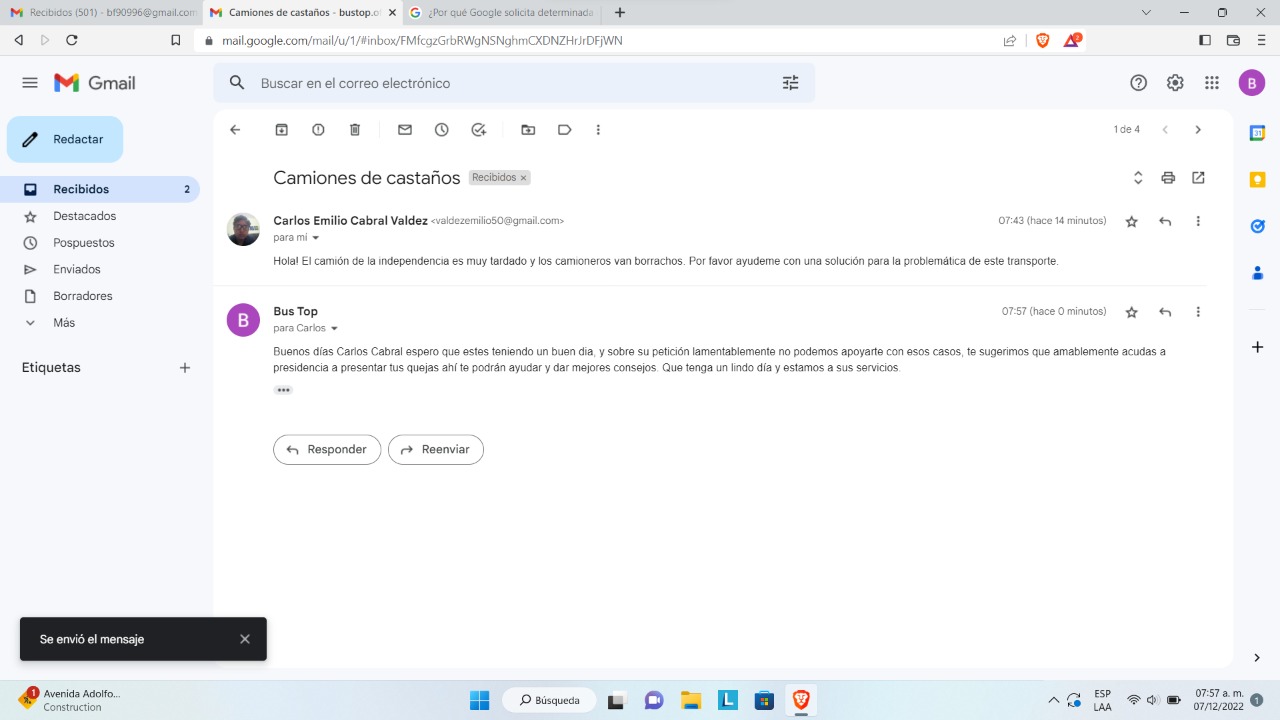 Recibidos (501) - bf90996@gmail.com
Camiones de castaños - bustop.of
¿Por qué Google solicita determinada
mail.google.com/mail/u/1/#inbox/FMfcgzGrbRWgNSNghmCXDNZHrJrDFjWN
2
Gmail
Buscar en el correo electrónico
B
Redactar
1 de 4
31
Camiones de castaños Recibidos ×
Recibidos 2
Destacados
Pospuestos
Enviados
Borradores
Más
Etiquetas
Carlos Emilio Cabral Valdez <valdezemilio50@gmail.com> 07:43 (hace 14 minutos)
para mí
Hola! El camión de la independencia es muy tardado y los camioneros van borrachos. Por favor ayudeme con una solución para la problemática de este transporte.
B
Bus Top 07:57 (hace 0 minutos)
para Carlos
Buenos días Carlos Cabral espero que estes teniendo un buen dia, y sobre su petición lamentablemente no podemos apoyarte con esos casos, te sugerimos que amablemente acudas a
presidencia a presentar tus quejas ahí te podrán ayudar y dar mejores consejos. Que tenga un lindo día y estamos a sus servicios.
Responder Reenviar
Se envió el mensaje
1
Avenida Adolfo...
Construction
Búsqueda
L
ESP
LAA
07:57 a. m.
07/12/2022
1